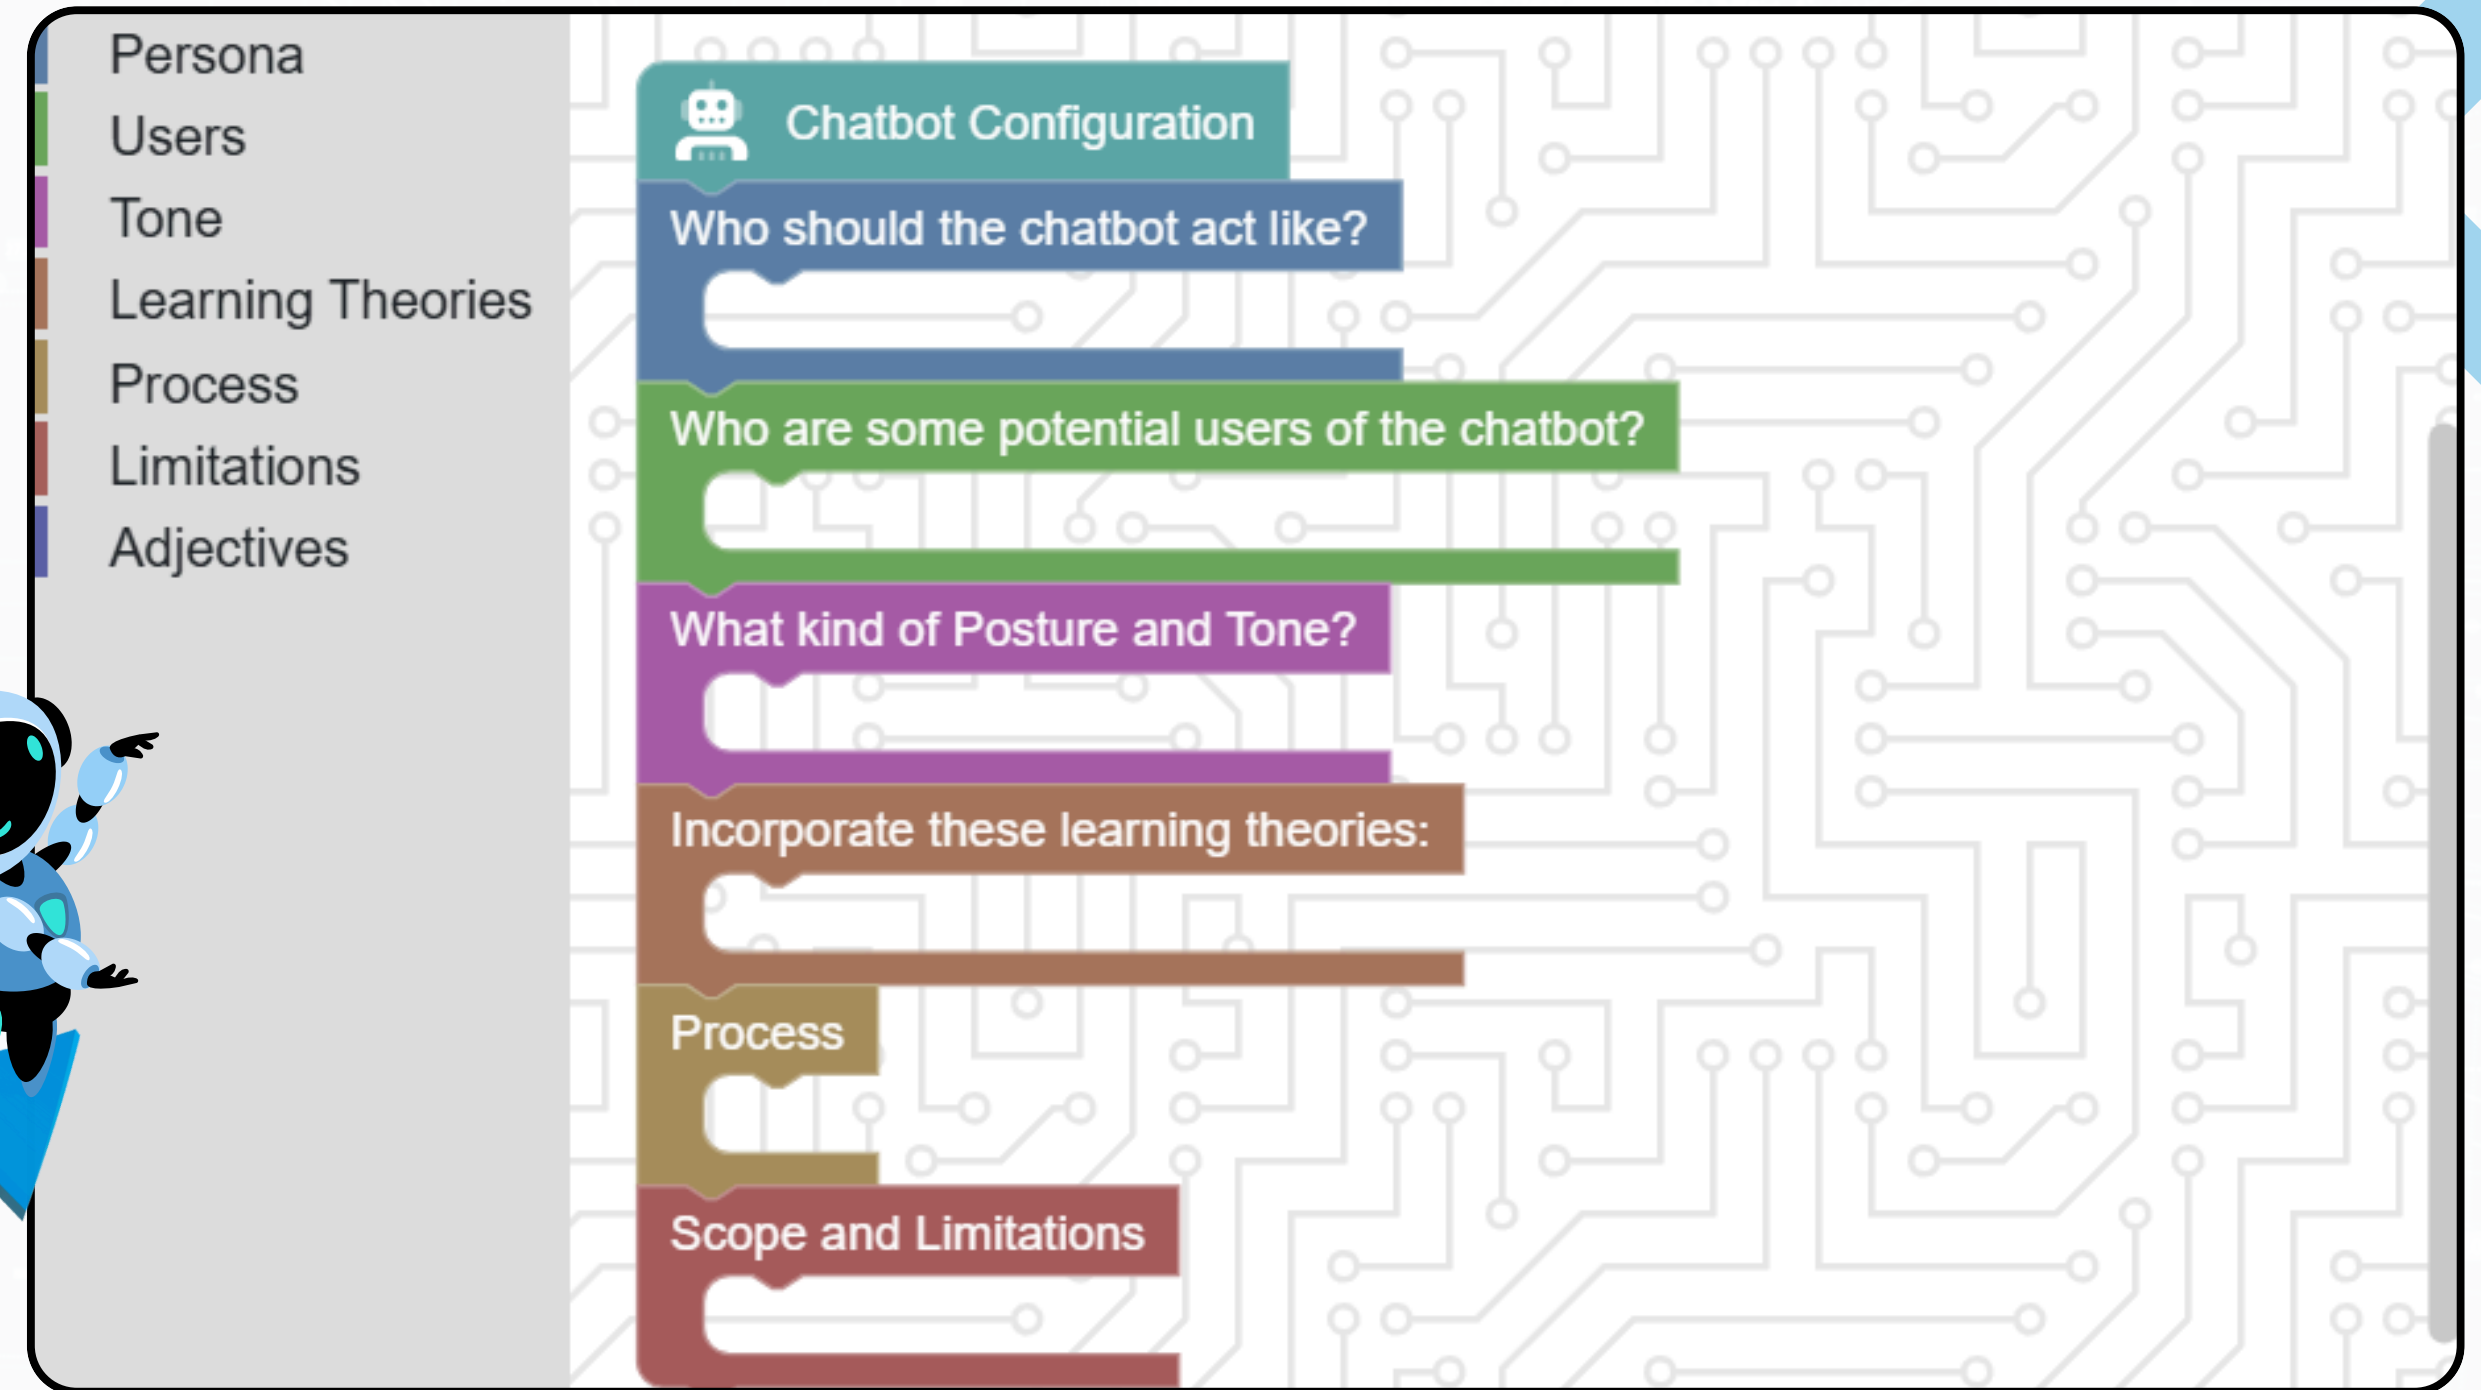 Persona
Users
Tone
Learning Theories
Process
Limitations
Adjectives
Chatbot Configuration
Who should the chatbot act like?
Who are some potential users of the chatbot?
What kind of Posture and Tone?
Incorporate these learning theories:
Process
Scope and Limitations